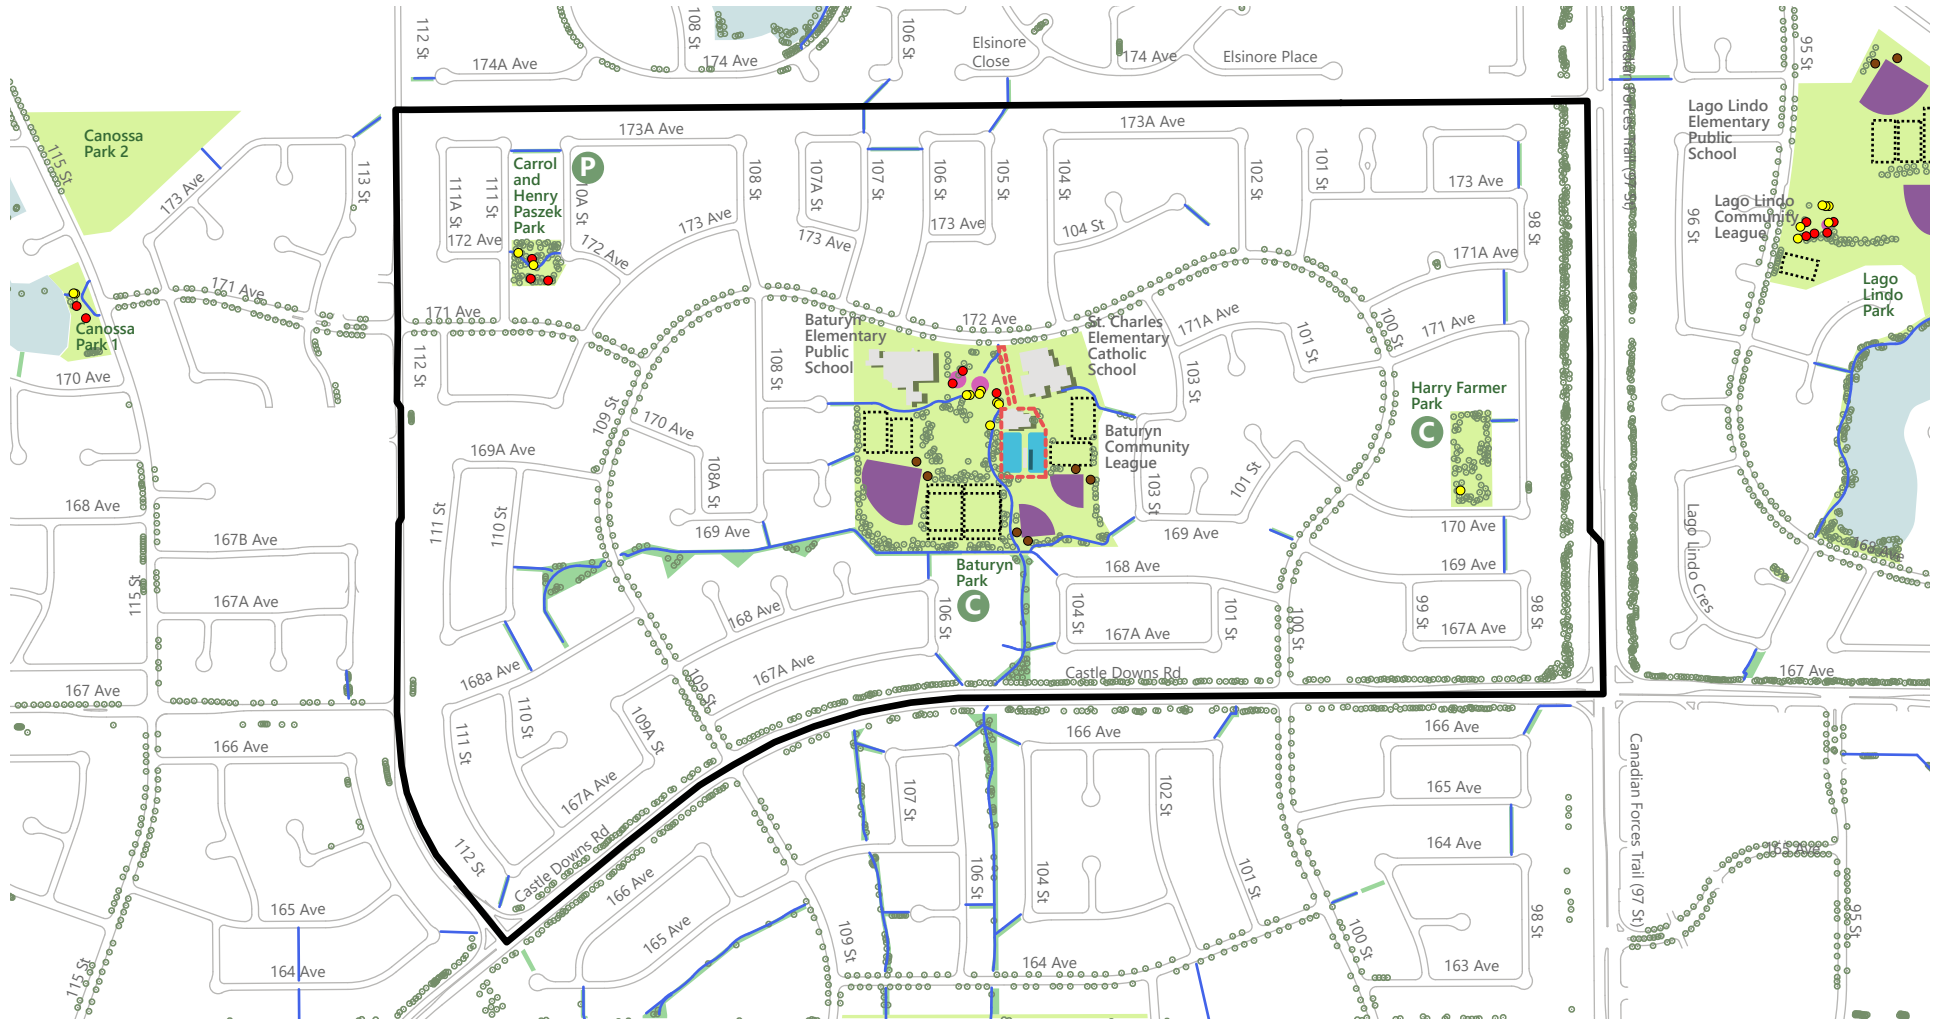 112 St
108 St
106 St
Elsinore
Close
174A Ave
174 Ave
174 Ave
Elsinore Place
95 St
Canossa
Park 2
115 St
173 Ave
113 St
173A Ave
173A Ave
Lago Lindo
Elementary
Public
School
Carrol
and
Henry
Paszek
Park
P
111A St
111 St
110A St
108 St
107A St
107 St
106 St
105 St
104 St
102 St
101 St
173 Ave
98 St
96 St
Lago Lindo
Community
League
172 Ave
172 Ave
173 Ave
173 Ave
173 Ave
104 St
171A Ave
171 Ave
171 Ave
Canossa
Park 1
170 Ave
112 St
Baturyn
Elementary
Public
School
172 Ave
St. Charles
Elementary
Catholic
School
171A Ave
101 St
100 St
171 Ave
Lago
Lindo
Park
108 St
103 St
Harry Farmer
Park
C
109 St
170 Ave
169A Ave
108A St
Baturyn
Community
League
103 St
101 St
168 Ave
111 St
110 St
169 Ave
169 Ave
170 Ave
Lago Lindo Cres
167B Ave
115 St
167A Ave
Baturyn
Park
C
168 Ave
169 Ave
168 Ave
106 St
104 St
101 St
100 St
99 St
98 St
167A Ave
167A Ave
168a Ave
167A Ave
Castle Downs Rd
167 Ave
167 Ave
109 St
110 St
109A St
111 St
166 Ave
166 Ave
166 Ave
167A Ave
107 St
102 St
165 Ave
Canadian Forces Trail (97 St)
112 St
Castle Downs Rd
166 Ave
164 Ave
165 Ave
106 St
104 St
101 St
165 Ave
165 Ave
109 St
100 St
98 St
95 St
164 Ave
164 Ave
163 Ave
115 St